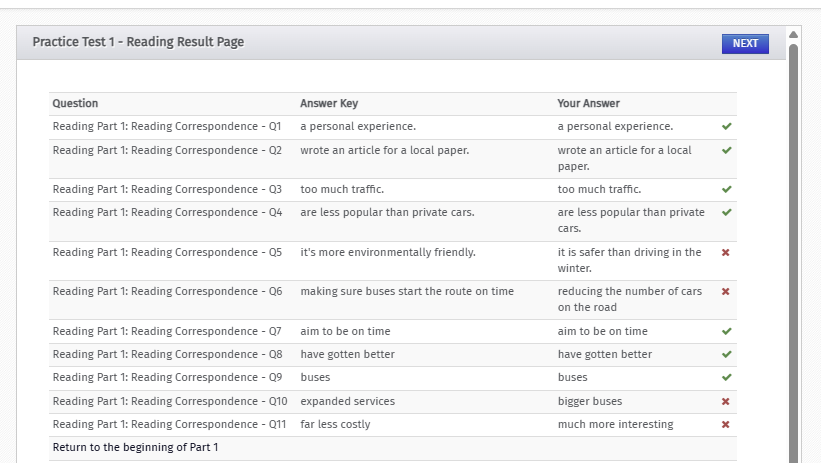 Practice Test 1 - Reading Result Page
NEXT
Question Answer Key Your Answer
Reading Part 1: Reading Correspondence - Q1 a personal experience. a personal experience.
Reading Part 1: Reading Correspondence - Q2 wrote an article for a local paper. wrote an article for a local
paper.
Reading Part 1: Reading Correspondence - Q3 too much traffic. too much traffic.
Reading Part 1: Reading Correspondence - Q4 are less popular than private cars. are less popular than private
cars.
Reading Part 1: Reading Correspondence - Q5 it's more environmentally friendly. it is safer than driving in the
winter.
Reading Part 1: Reading Correspondence - Q6 making sure buses start the route on time reducing the number of cars
on the road
Reading Part 1: Reading Correspondence - Q7 aim to be on time aim to be on time
Reading Part 1: Reading Correspondence - Q8 have gotten better have gotten better
Reading Part 1: Reading Correspondence - Q9 buses buses
Reading Part 1: Reading Correspondence - Q10 expanded services bigger buses
Reading Part 1: Reading Correspondence - Q11 far less costly much more interesting
Return to the beginning of Part 1